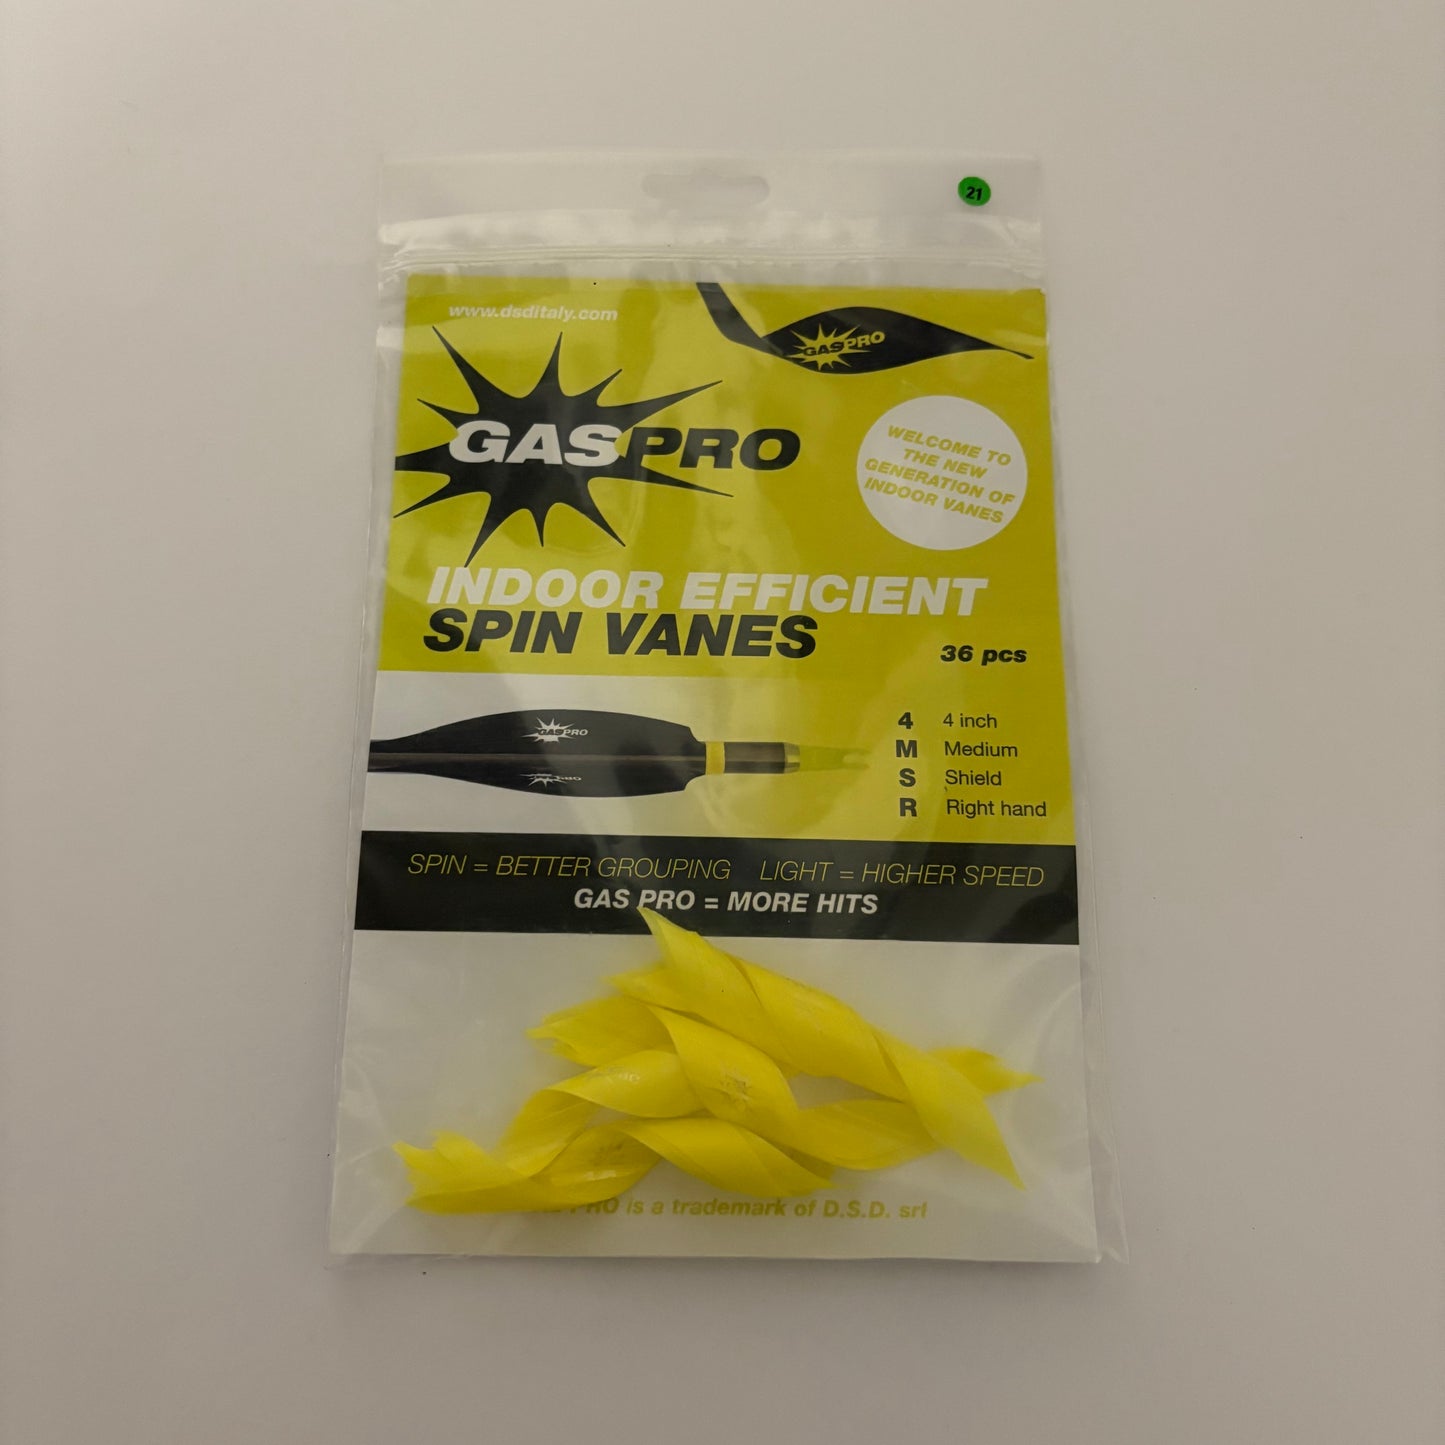 21
www.dsditaly.com
GASPRO
GASPRO
WELCOME TO
THE NEW
GENERATION OF
INDOOR VANES
INDOOR EFFICIENT
SPIN VANES
36 pcs
GASPRO
4 4 inch
M Medium
S Shield
R Right hand
SPIN = BETTER GROUPING LIGHT = HIGHER SPEED
GAS PRO = MORE HITS
PRO is a trademark of D.S.D. srl